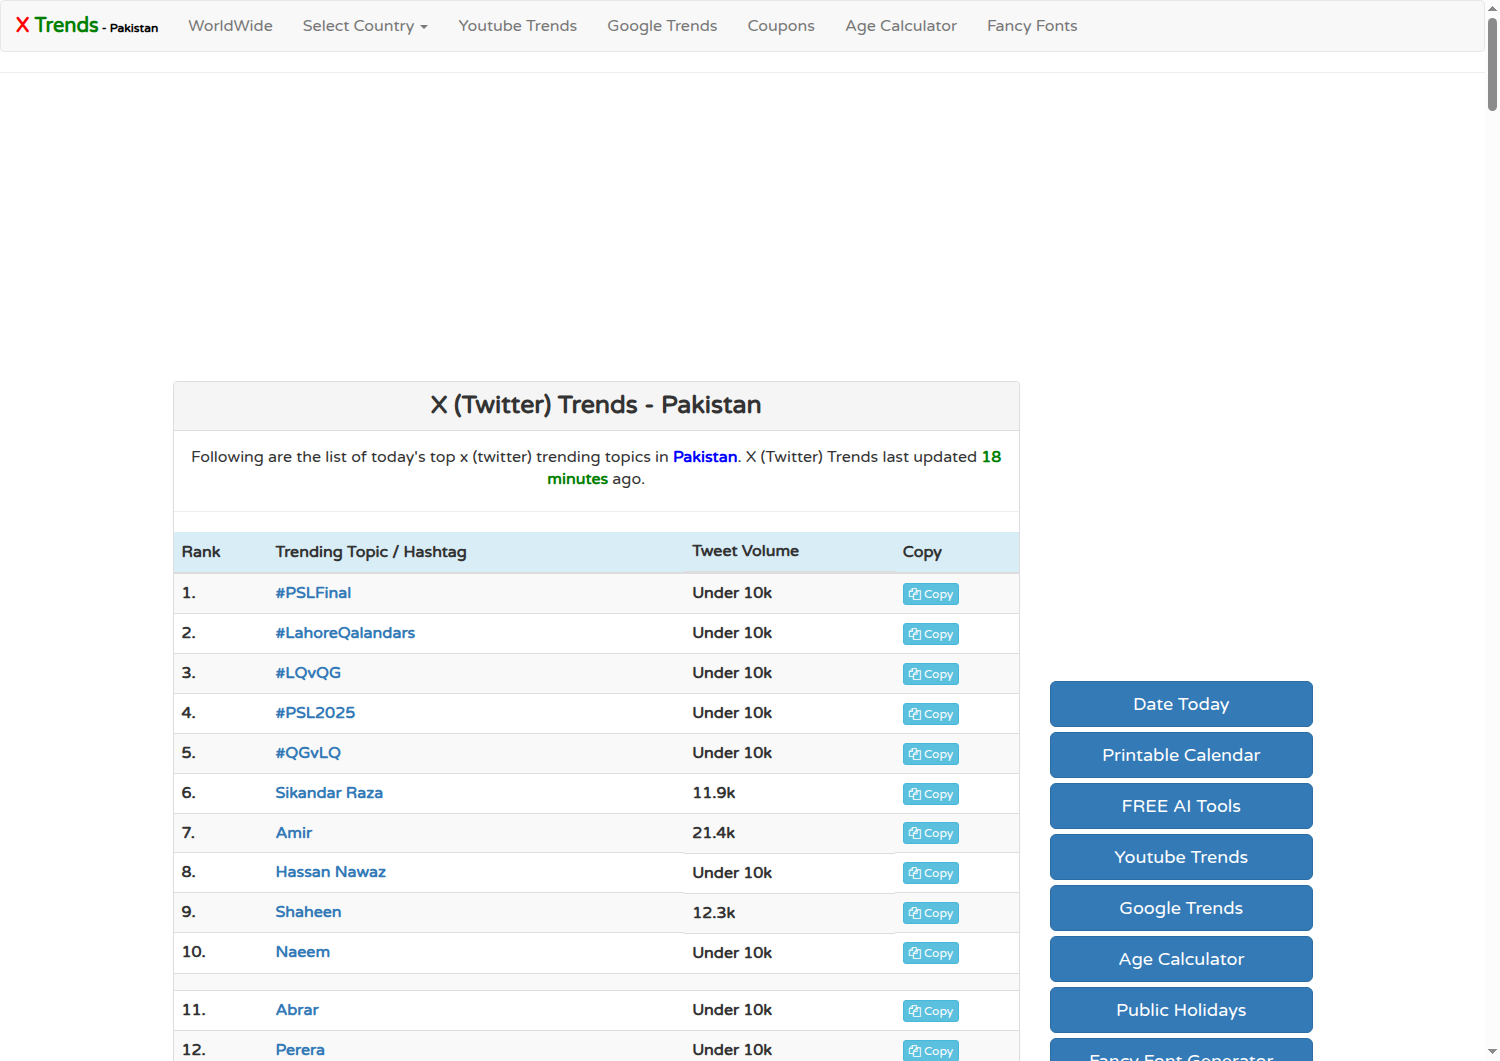 X Trends - Pakistan WorldWide Select Country Youtube Trends Google Trends Coupons Age Calculator Fancy Fonts
X (Twitter) Trends - Pakistan
Following are the list of today's top x (twitter) trending topics in Pakistan. X (Twitter) Trends last updated 18
minutes ago.
Rank Trending Topic / Hashtag Tweet Volume Copy
1. #PSLFinal Under 10k Copy
2. #LahoreQalandars Under 10k Copy
3. #LQvQG Under 10k Copy
4. #PSL2025 Under 10k Copy
5. #QGvLQ Under 10k Copy
6. Sikandar Raza 11.9k Copy
7. Amir 21.4k Copy
8. Hassan Nawaz Under 10k Copy
9. Shaheen 12.3k Copy
10. Naeem Under 10k Copy
11. Abrar Under 10k Copy
12. Perera Under 10k Copy
Date Today
Printable Calendar
FREE AI Tools
Youtube Trends
Google Trends
Age Calculator
Public Holidays
Fancy Font Generator